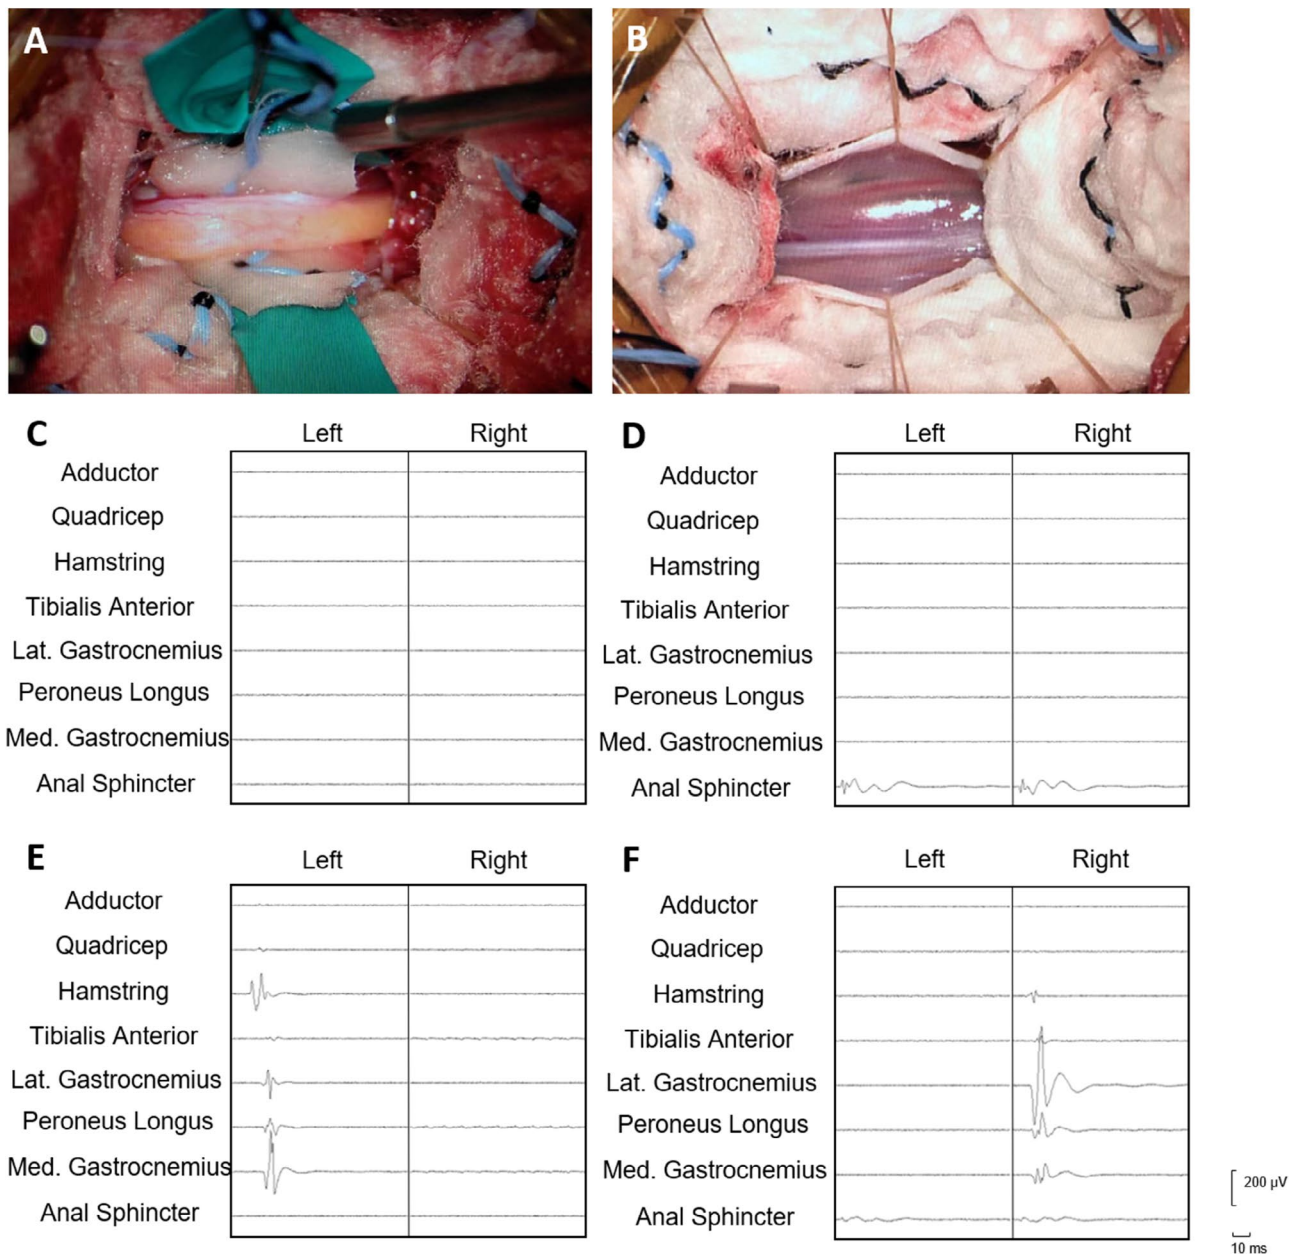 A
B
C
Left Right
Adductor
Quadricep
Hamstring
Tibialis Anterior
Lat. Gastrocnemius
Peroneus Longus
Med. Gastrocnemius
Anal Sphincter
D
Left Right
Adductor
Quadricep
Hamstring
Tibialis Anterior
Lat. Gastrocnemius
Peroneus Longus
Med. Gastrocnemius
Anal Sphincter
E
Left Right
Adductor
Quadricep
Hamstring
Tibialis Anterior
Lat. Gastrocnemius
Peroneus Longus
Med. Gastrocnemius
Anal Sphincter
F
Left Right
Adductor
Quadricep
Hamstring
Tibialis Anterior
Lat. Gastrocnemius
Peroneus Longus
Med. Gastrocnemius
Anal Sphincter
200 µV
10 ms